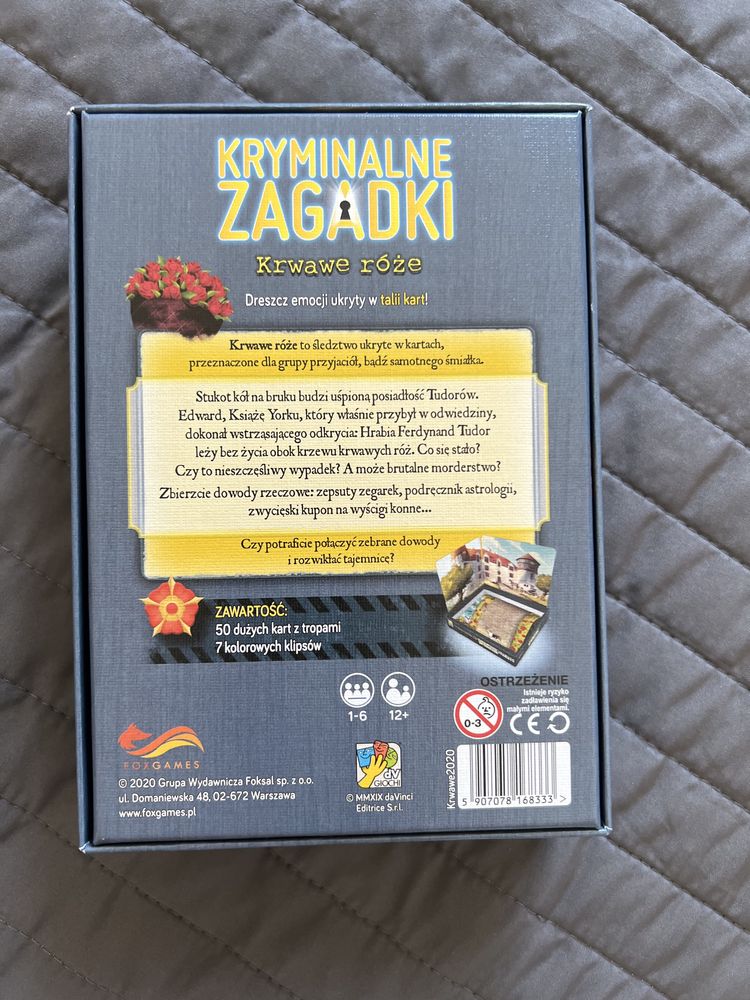 KRYMINALNE
ZAGADKI
Krwawe róże
Dreszcz emocji ukryty w talii kart!
Krwawe róże to śledztwo ukryte w kartach,
przeznaczone dla grupy przyjaciół, bądź samotnego śmiałka.
Stukot kół na bruku budzi uśpioną posiadłość Tudorów.
Edward, Książę Yorku, który właśnie przybył w odwiedziny,
dokonał wstrząsającego odkrycia: Hrabia Ferdynand Tudor
leży bez życia obok krzewu krwawych róż. Co się stało?
Czy to nieszczęśliwy wypadek? A może brutalne morderstwo?
Zbierzcie dowody rzeczowe: zepsuty zegarek, podręcznik astrologii,
zwycięski kupon na wyścigi konne...
Czy potraficie połączyć zebrane dowody
i rozwikłać tajemnicę?
ZAWARTOŚĆ:
50 dużych kart z tropami
7 kolorowych klipsów
1-6
12+
OSTRZEŻENIE
Istnieje ryzyko
zadławienia się
małymi elementami.
0-3
CE
FOXGAMES
© 2020 Grupa Wydawnicza Foksal sp. z o.o.
ul. Domaniewska 48, 02-672 Warszawa
www.foxgames.pl
dV
GIOCHI
© MMXIX daVinci
Editrice S.r.l.
Krwawe2020
5 907078 168333 >